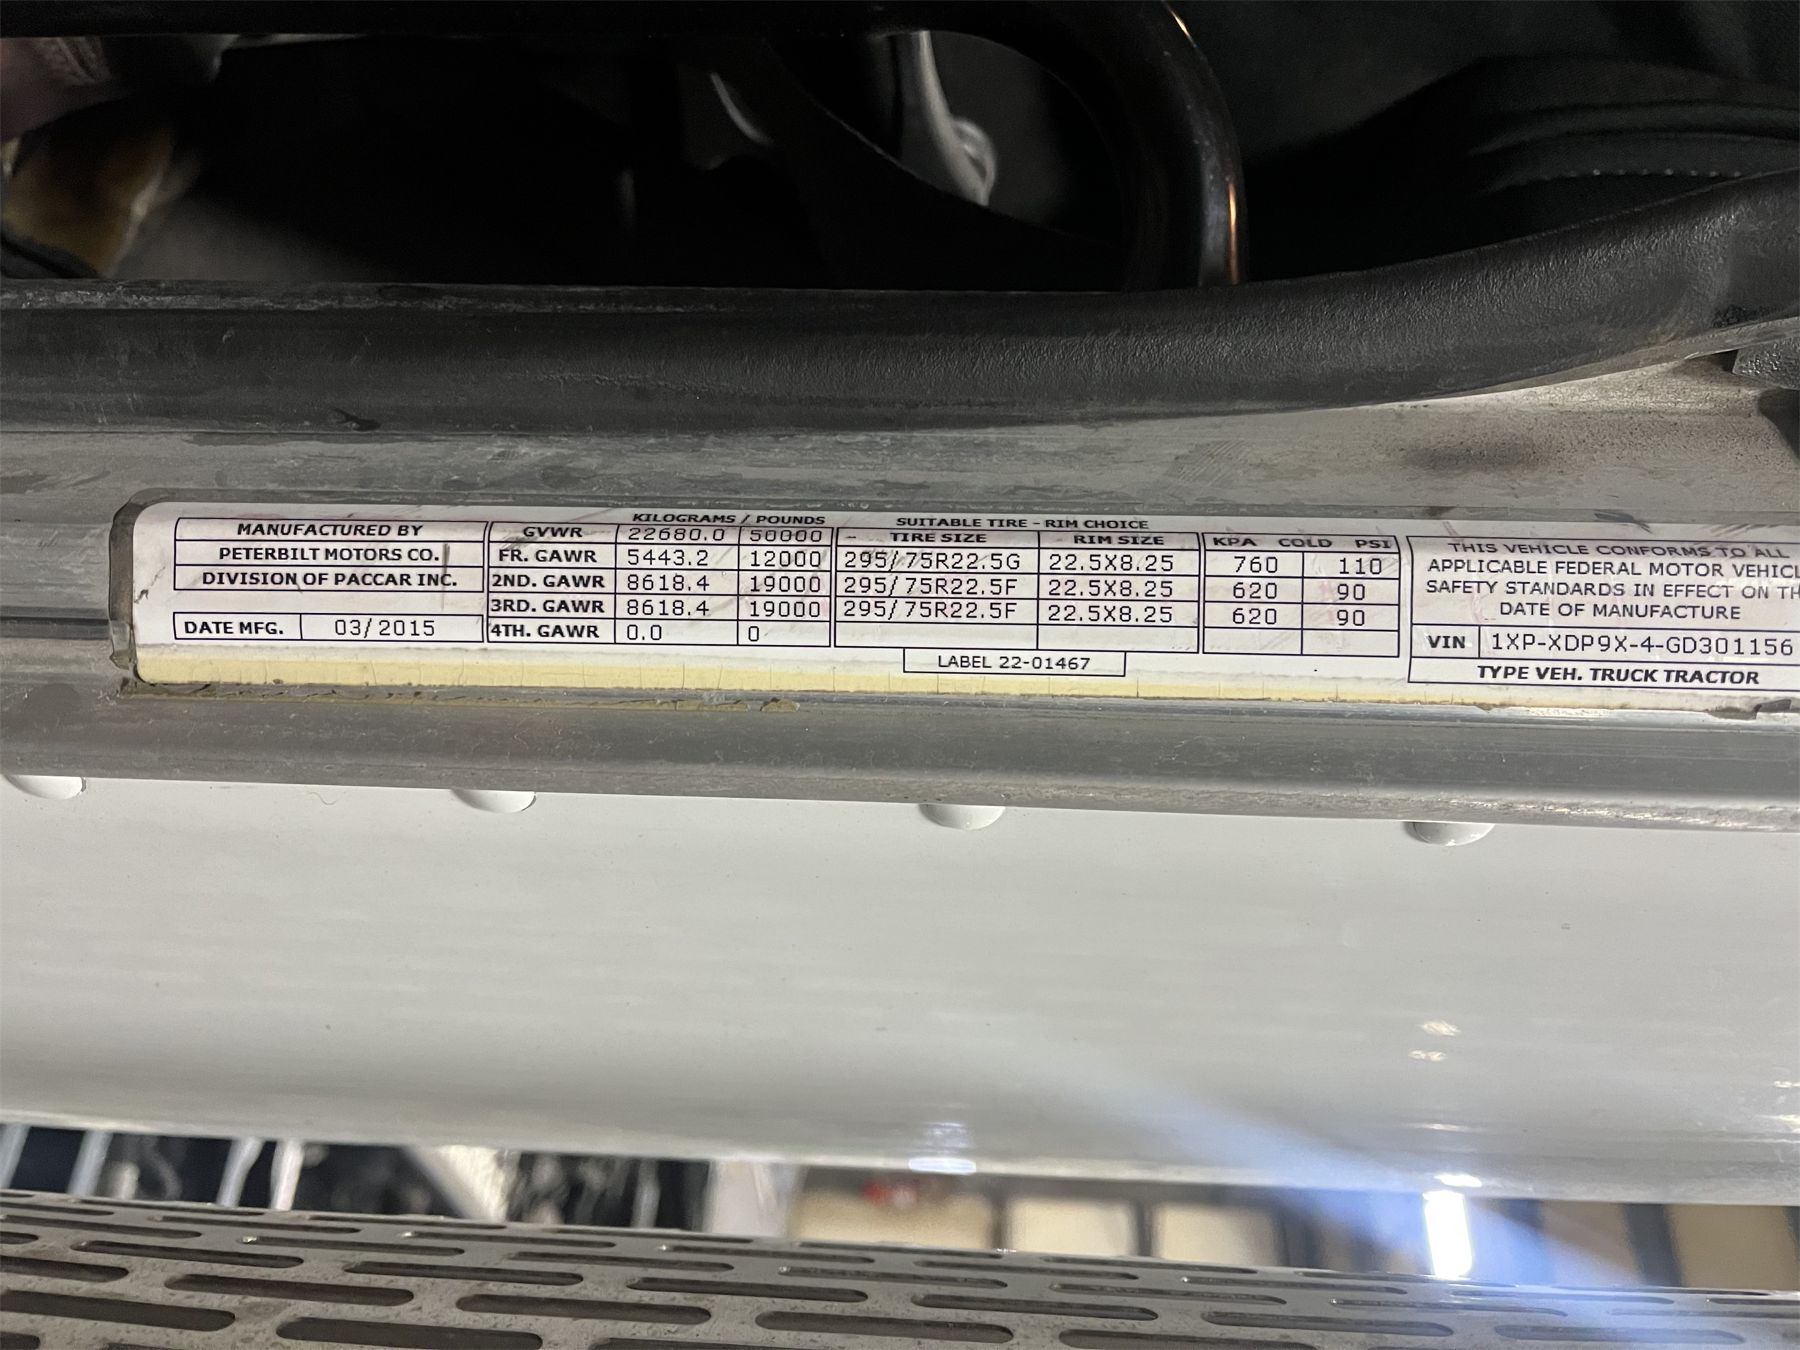 KILOGRAMS / POUNDS SUITABLE TIRE - RIM CHOICE
MANUFACTURED BY GVWR 22680.0 50000 - TIRE SIZE RIM SIZE KPA COLD PSI
PETERBILT MOTORS CO. FR. GAWR 5443.2 12000 295/75R22.5G 22.5X8.25 760 110
DIVISION OF PACCAR INC. 2ND. GAWR 8618.4 19000 295/75R22.5F 22.5X8.25 620 90
3RD. GAWR 8618.4 19000 295/75R22.5F 22.5X8.25 620 90
DATE MFG. 03/2015 4TH. GAWR 0.0 0
LABEL 22-01467
THIS VEHICLE CONFORMS TO ALL
APPLICABLE FEDERAL MOTOR VEHICL
SAFETY STANDARDS IN EFFECT ON TH
DATE OF MANUFACTURE
VIN 1XP-XDP9X-4-GD301156
TYPE VEH. TRUCK TRACTOR